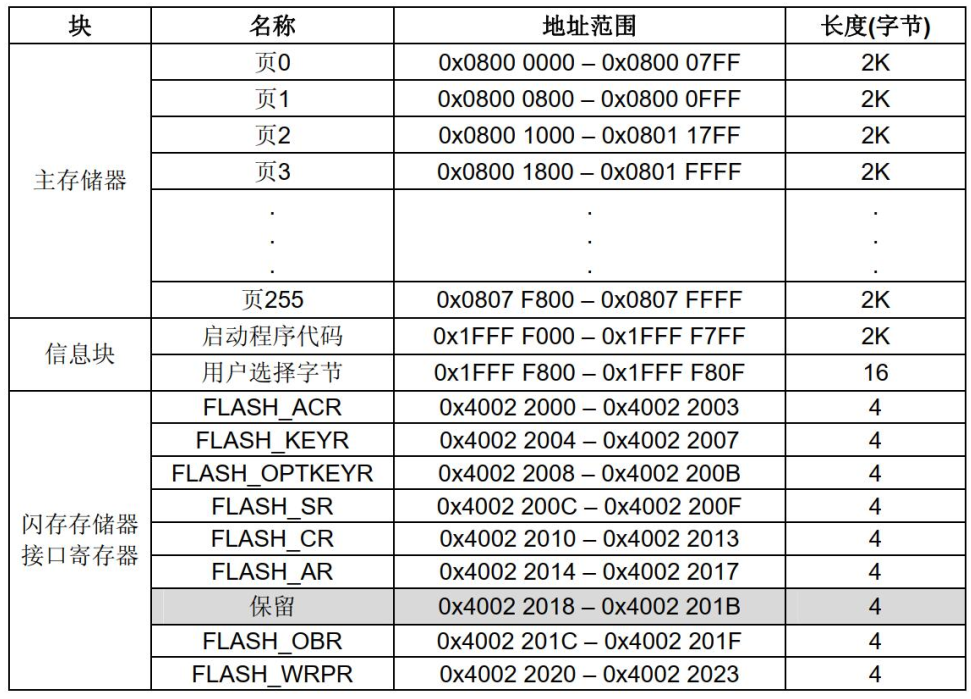 块 名称 地址范围 长度(字节)
主存储器
页0 0x0800 0000 – 0x0800 07FF 2K
页1 0x0800 0800 – 0x0800 0FFF 2K
页2 0x0800 1000 – 0x0801 17FF 2K
页3 0x0800 1800 – 0x0801 FFFF 2K
. . .
. . .
. . .
页255 0x0807 F800 – 0x0807 FFFF 2K
信息块
启动程序代码 0x1FFF F000 – 0x1FFF F7FF 2K
用户选择字节 0x1FFF F800 – 0x1FFF F80F 16
闪存存储器
接口寄存器
FLASH_ACR 0x4002 2000 – 0x4002 2003 4
FLASH_KEYR 0x4002 2004 – 0x4002 2007 4
FLASH_OPTKEYR 0x4002 2008 – 0x4002 200B 4
FLASH_SR 0x4002 200C – 0x4002 200F 4
FLASH_CR 0x4002 2010 – 0x4002 2013 4
FLASH_AR 0x4002 2014 – 0x4002 2017 4
保留 0x4002 2018 – 0x4002 201B 4
FLASH_OBR 0x4002 201C – 0x4002 201F 4
FLASH_WRPR 0x4002 2020 – 0x4002 2023 4